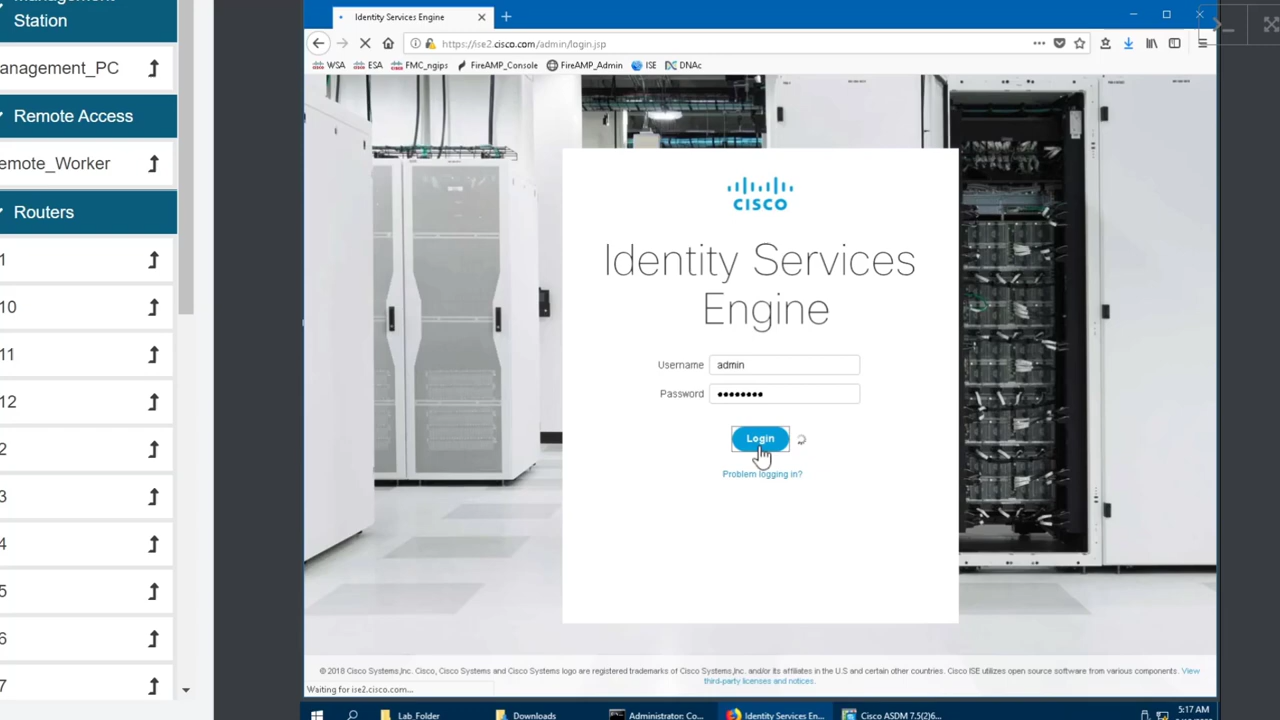 Management
Station
anagement_PC
Remote Access
emote_Worker
Routers
1
10
11
12
2
3
4
5
6
7
Identity Services Engine
https://ise2.cisco.com/admin/login.jsp
WSA ESA FMC_ngips FireAMP_Console FireAMP_Admin ISE DNAc
CISCO
Identity Services
Engine
Username admin
Password ••••••••
Login
Problem logging in?
© 2018 Cisco Systems,Inc. Cisco, Cisco Systems and Cisco Systems logo are registered trademarks of Cisco Systems,Inc. and/or its affiliates in the U.S and certain other countries. Cisco ISE utilizes open source software from various components. View
third-party licenses and notices.
Waiting for ise2.cisco.com...
Lab_Folder Downloads Administrator: Co... Identity Services En... Cisco ASDM 7.5(2)6... 5:17 AM